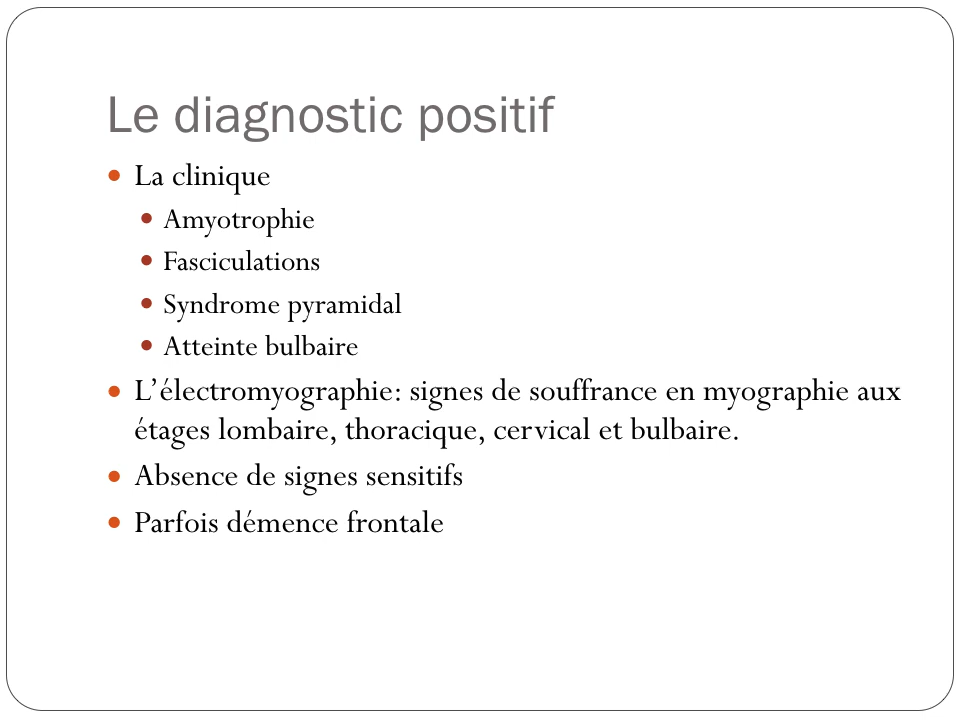 Le diagnostic positif
La clinique
Amyotrophie
Fasciculations
Syndrome pyramidal
Atteinte bulbaire
L’électromyographie: signes de souffrance en myographie aux
étages lombaire, thoracique, cervical et bulbaire.
Absence de signes sensitifs
Parfois démence frontale